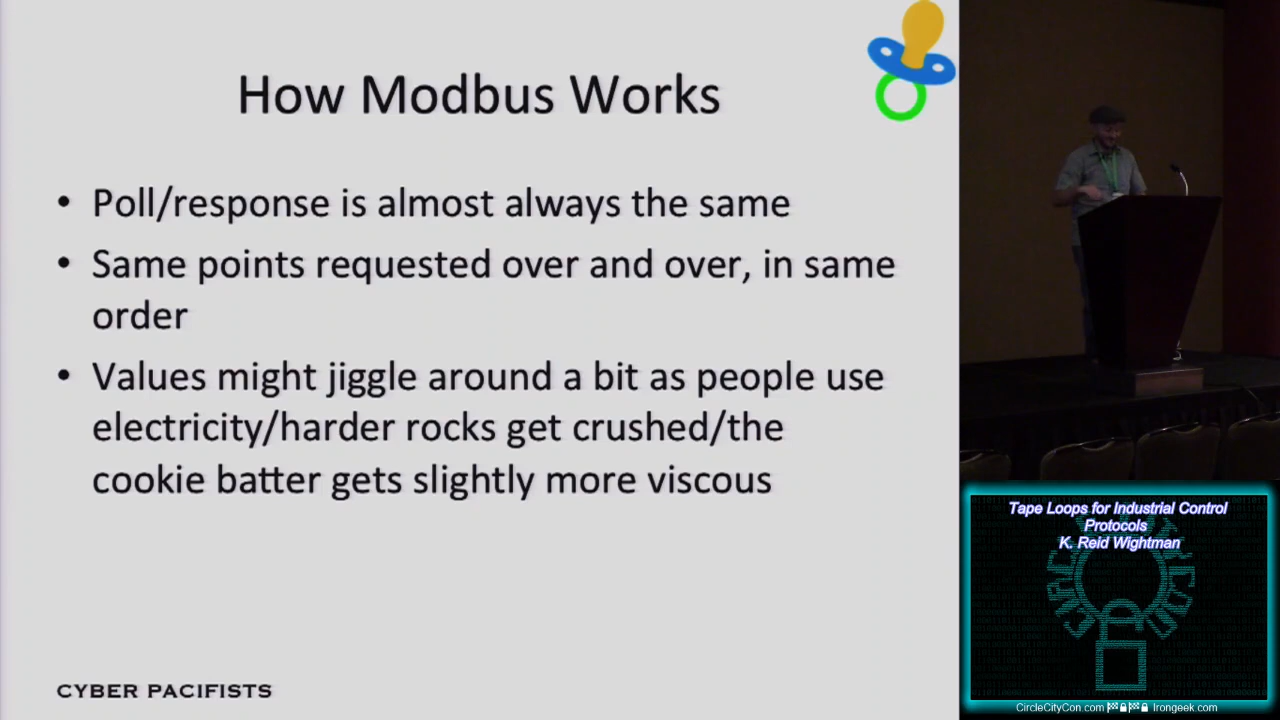 How Modbus Works
• Poll/response is almost always the same
• Same points requested over and over, in same
order
• Values might jiggle around a bit as people use
electricity/harder rocks get crushed/the
cookie batter gets slightly more viscous
CYBER PACIFISTS
Tape Loops for Industrial Control
Protocols
K. Reid Wightman
CircleCityCon.com Irongeek.com